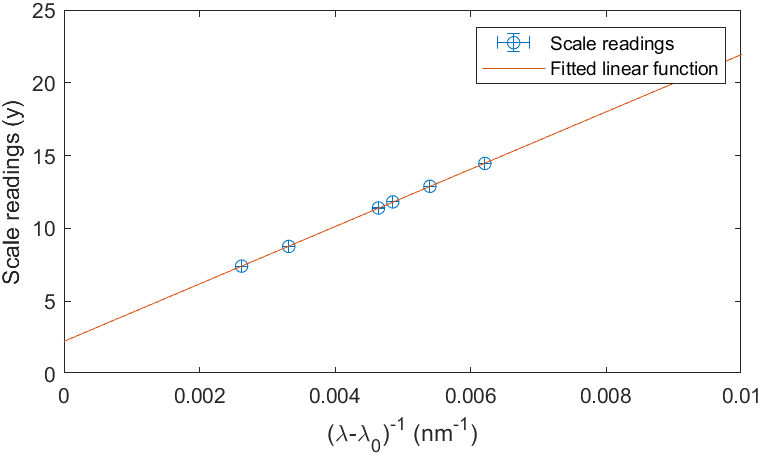 25
20
15
10
5
0
Scale readings (y)
Scale readings
Fitted linear function
0 0.002 0.004 0.006 0.008 0.01
(λ-λ₀)⁻¹ (nm⁻¹)